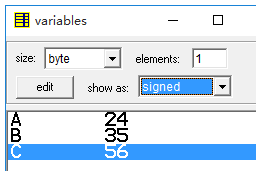 variables
size: byte elements: 1
edit show as: signed
A 24
B 35
C 56